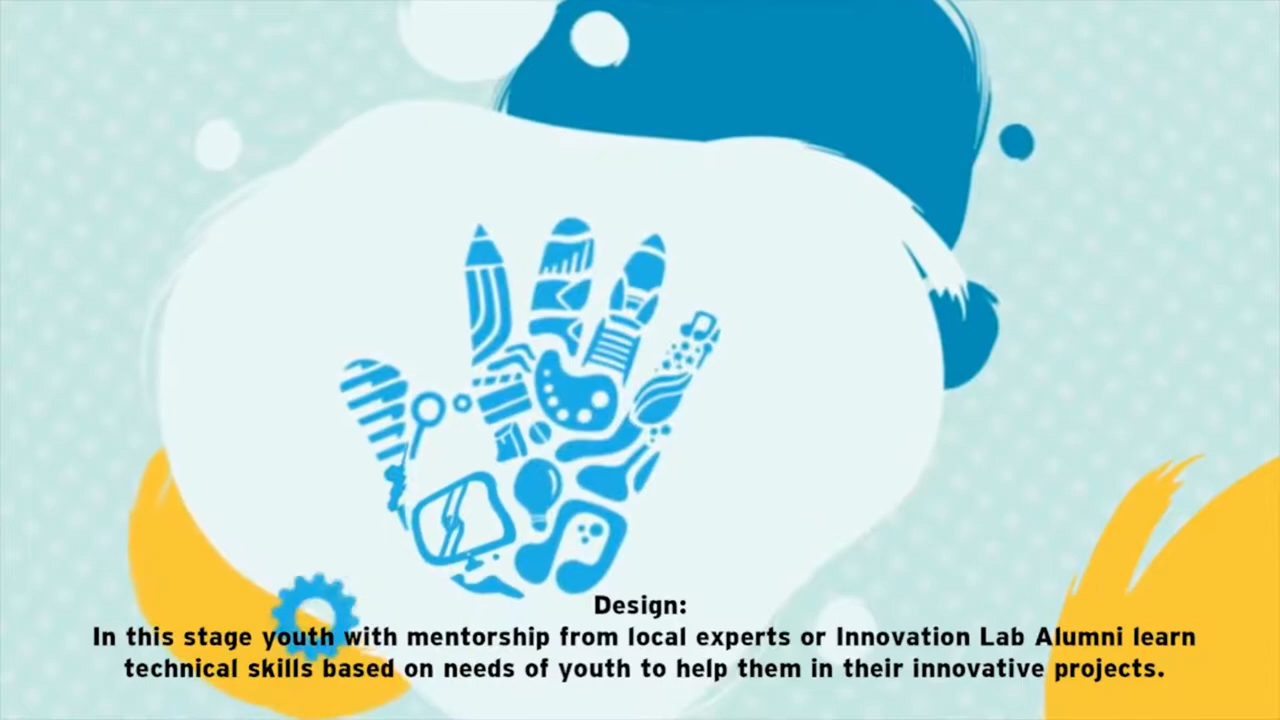 Design:
In this stage youth with mentorship from local experts or Innovation Lab Alumni learn
technical skills based on needs of youth to help them in their innovative projects.